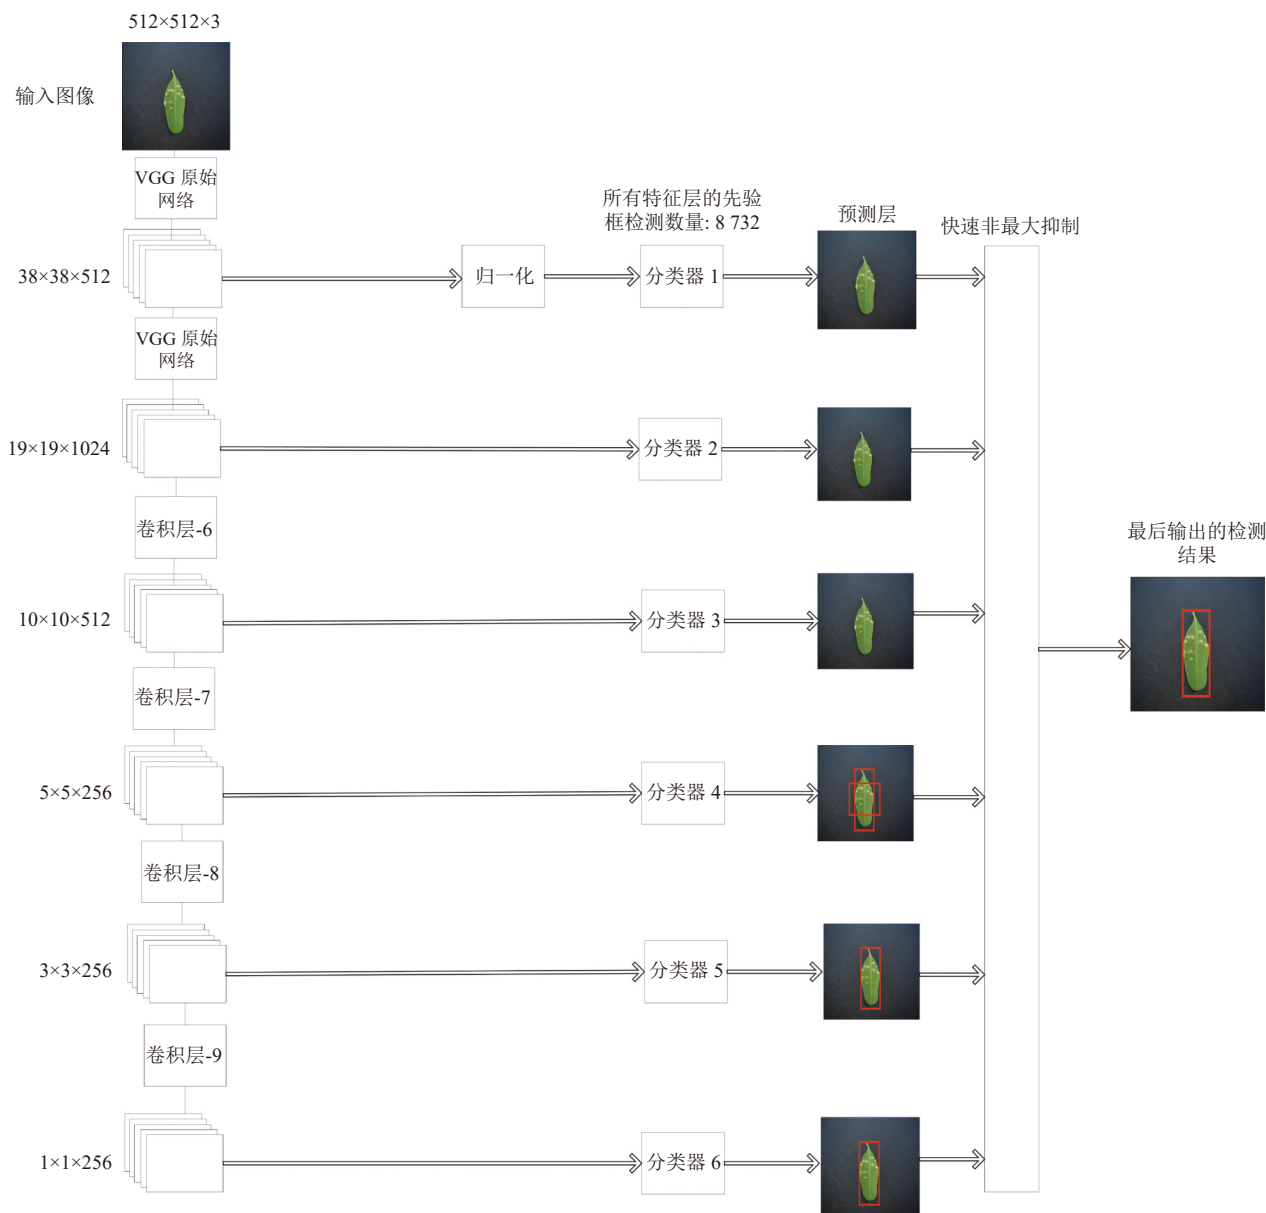 512×512×3
输入图像
VGG 原始
网络
所有特征层的先验
框检测数量: 8 732
预测层
快速非最大抑制
38×38×512
归一化
分类器 1
VGG 原始
网络
19×19×1024
分类器 2
卷积层-6
最后输出的检测
结果
10×10×512
分类器 3
卷积层-7
5×5×256
分类器 4
卷积层-8
3×3×256
分类器 5
卷积层-9
1×1×256
分类器 6